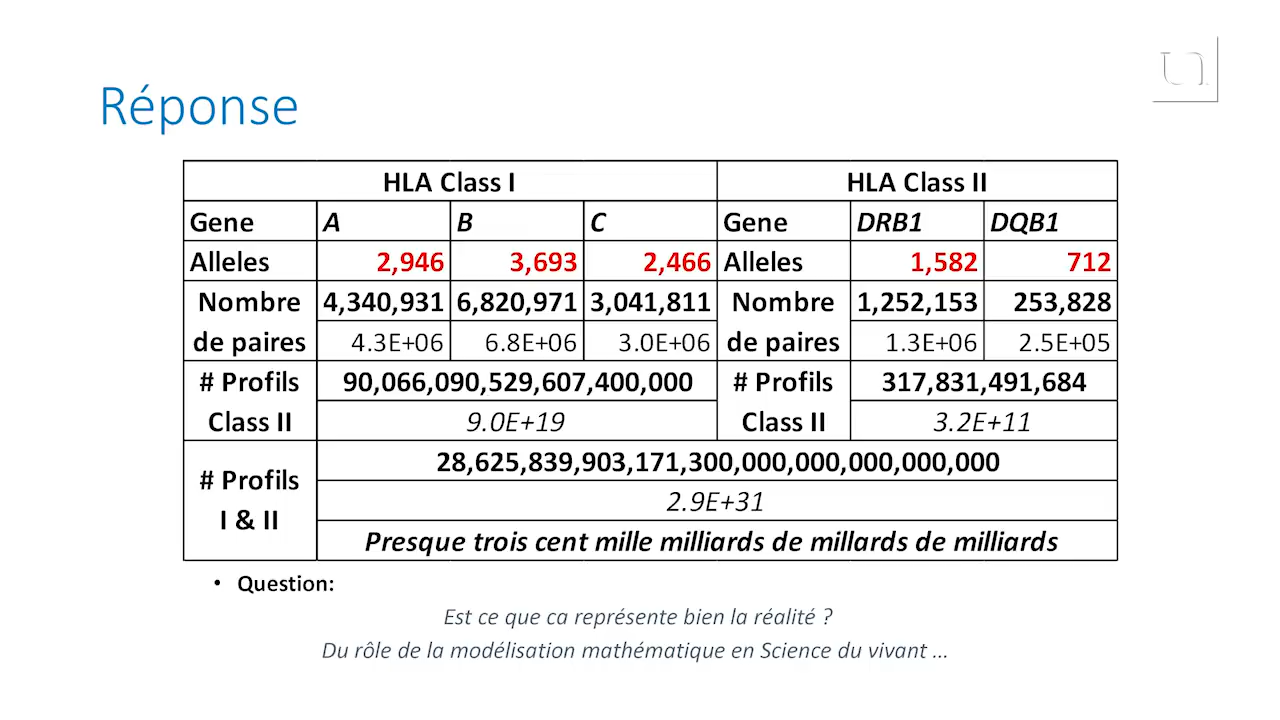 Réponse
HLA Class I HLA Class II
Gene A B C Gene DRB1 DQB1
Alleles 2,946 3,693 2,466 Alleles 1,582 712
Nombre de paires 4,340,931 6,820,971 3,041,811 Nombre de paires 1,252,153 253,828
4.3E+06 6.8E+06 3.0E+06 1.3E+06 2.5E+05
# Profils Class II 90,066,090,529,607,400,000 # Profils Class II 317,831,491,684
9.0E+19 3.2E+11
# Profils I & II 28,625,839,903,171,300,000,000,000,000,000
2.9E+31
Presque trois cent mille milliards de millards de milliards
• Question:
Est ce que ca représente bien la réalité ?
Du rôle de la modélisation mathématique en Science du vivant ...